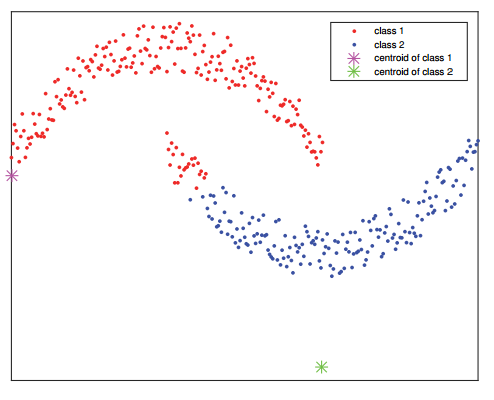 class 1
class 2
centroid of class 1
centroid of class 2